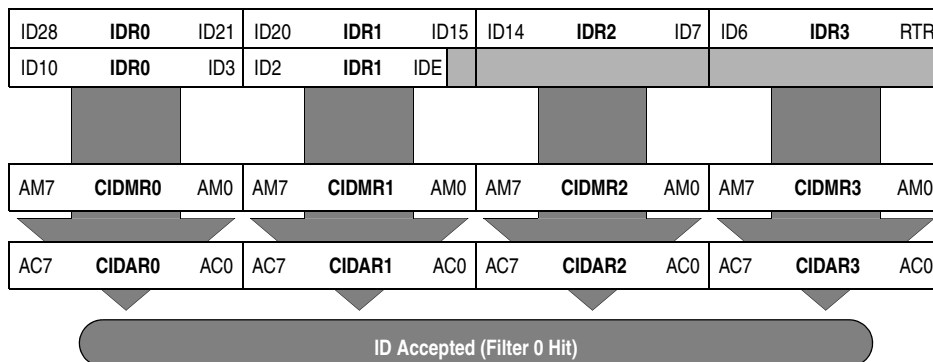 ID28 IDR0 ID21 ID20 IDR1 ID15 ID14 IDR2 ID7 ID6 IDR3 RTR
ID10 IDR0 ID3 ID2 IDR1 IDE
AM7 CIDMR0 AM0 AM7 CIDMR1 AM0 AM7 CIDMR2 AM0 AM7 CIDMR3 AM0
AC7 CIDAR0 AC0 AC7 CIDAR1 AC0 AC7 CIDAR2 AC0 AC7 CIDAR3 AC0
ID Accepted (Filter 0 Hit)